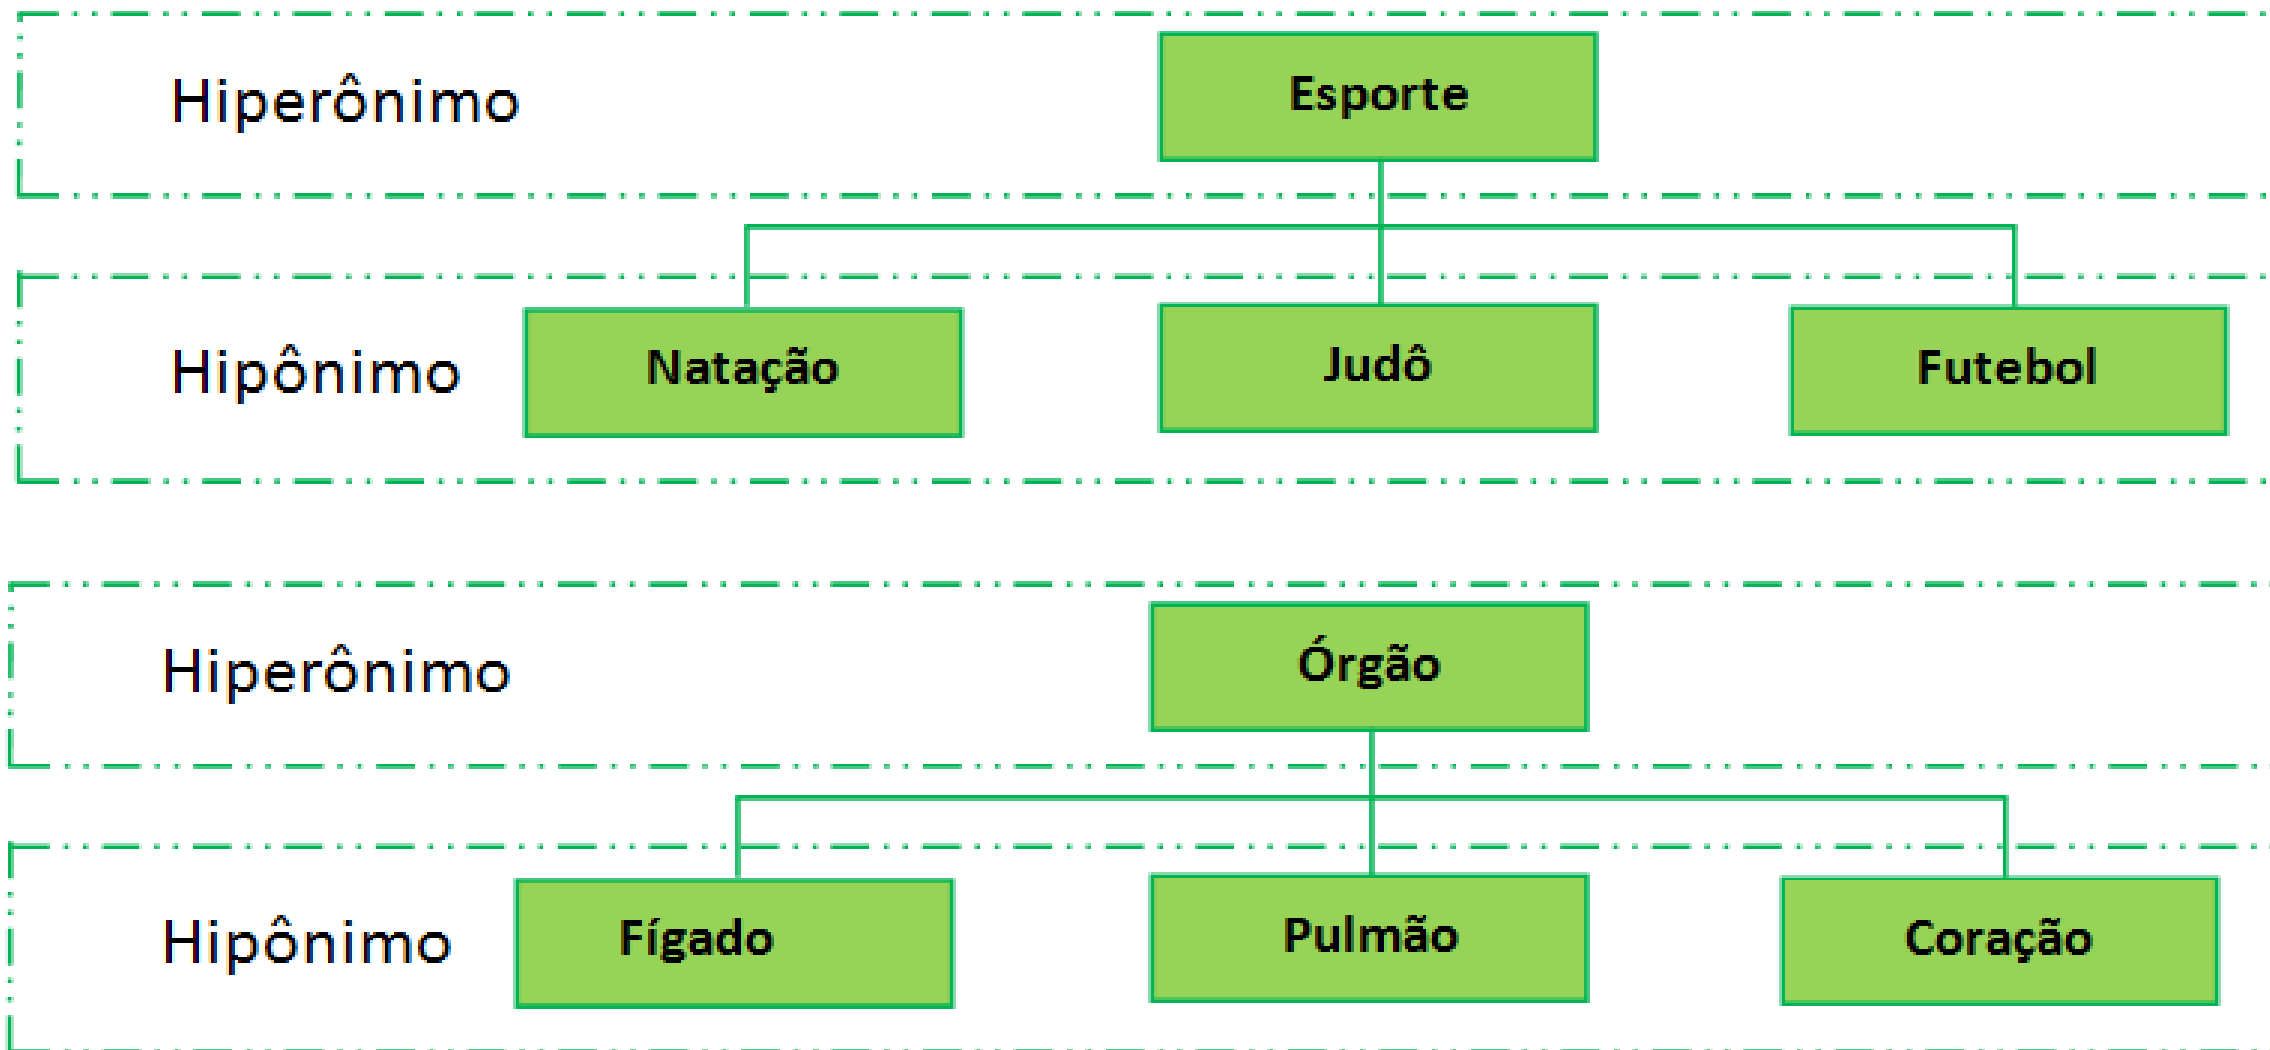 Hiperônimo
Esporte
Hipônimo
Natação
Judô
Futebol
Hiperônimo
Órgão
Hipônimo
Fígado
Pulmão
Coração